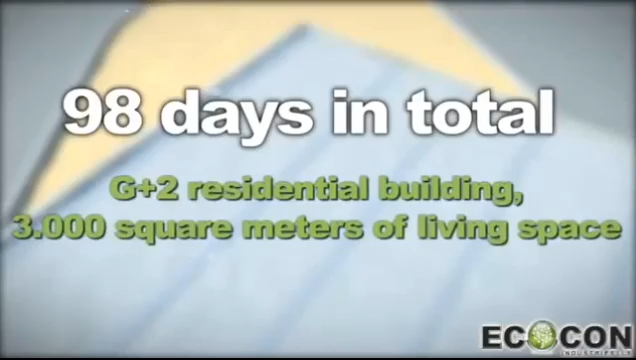 98 days in total
G+2 residential building,
3.000 square meters of living space
ECOCON